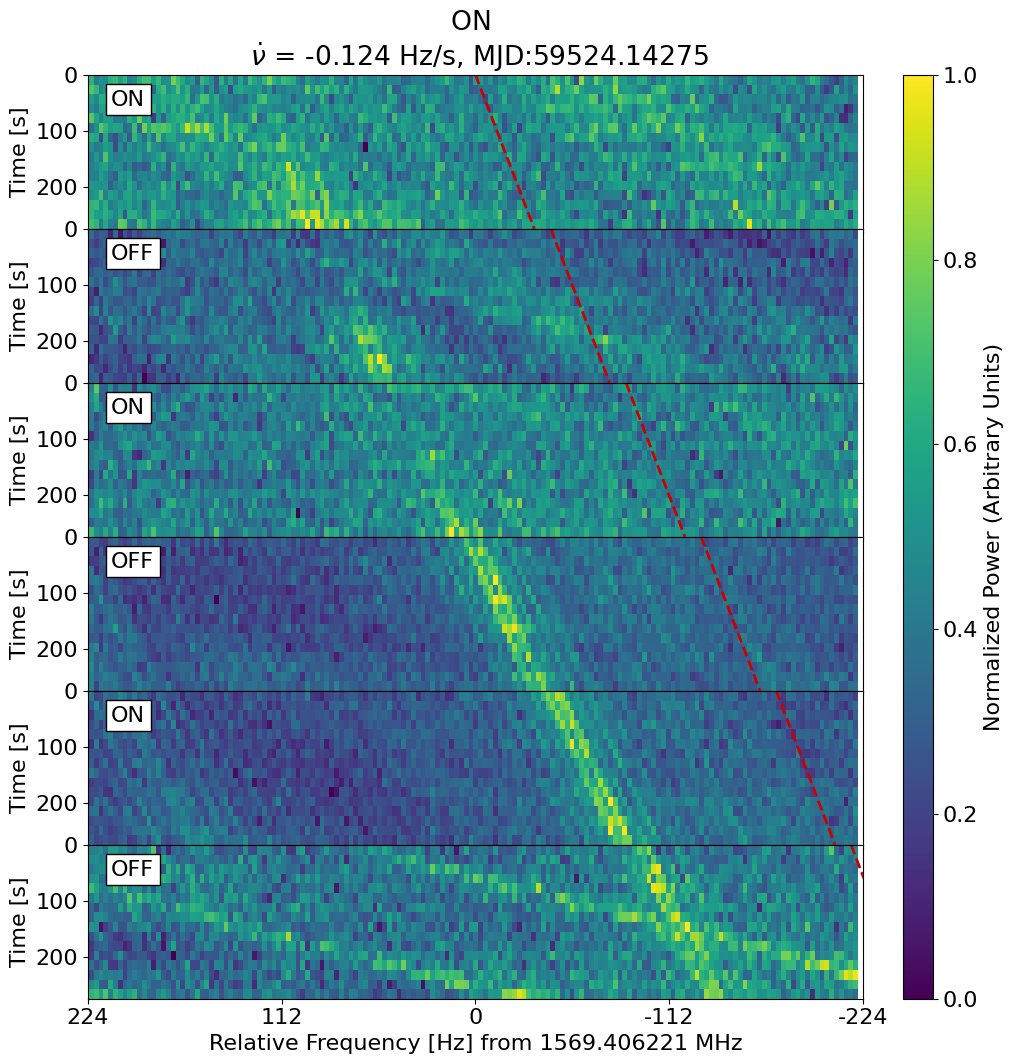 ON
ν̇ = -0.124 Hz/s, MJD:59524.14275
0
ON
100
200
Time [s]
0
OFF
100
200
Time [s]
0
ON
100
200
Time [s]
0
OFF
100
200
Time [s]
0
ON
100
200
Time [s]
0
OFF
100
200
Time [s]
224 112 0 -112 -224
Relative Frequency [Hz] from 1569.406221 MHz
1.0
0.8
0.6
0.4
0.2
0.0
Normalized Power (Arbitrary Units)